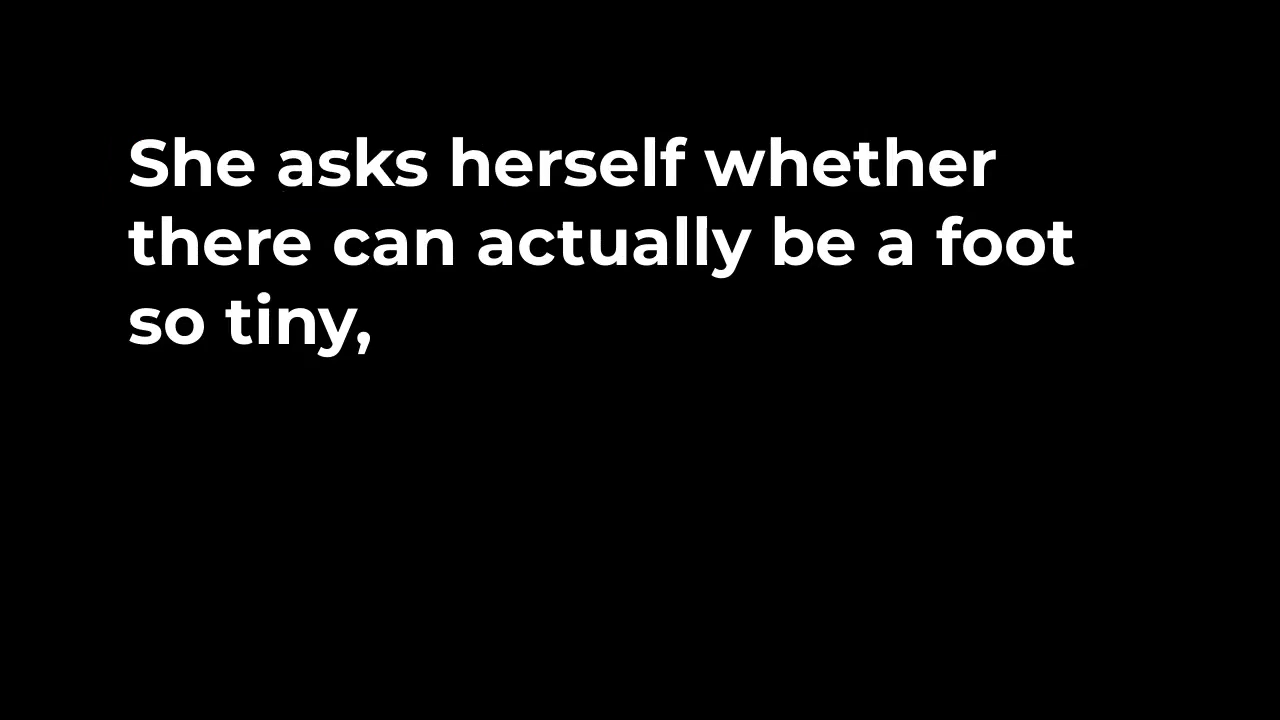 She asks herself whether
there can actually be a foot
so tiny,